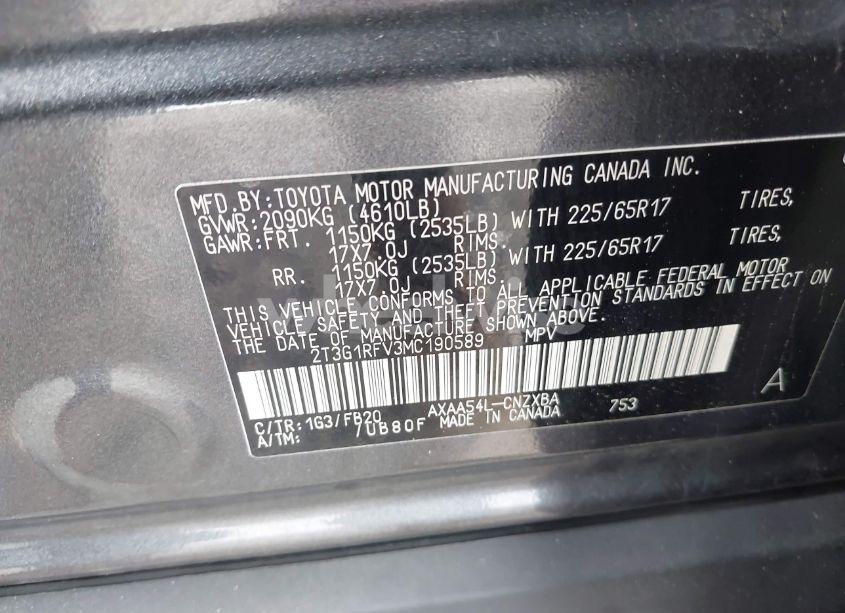 MFD.BY:TOYOTA MOTOR MANUFACTURING CANADA INC.
GVWR:2090KG (4610LB)
GAWR:FRT. 1150KG (2535LB) WITH 225/65R17 TIRES,
17X7.0J RIMS.
RR. 1150KG (2535LB) WITH 225/65R17 TIRES,
17X7.0J RIMS.
THIS VEHICLE CONFORMS TO ALL APPLICABLE FEDERAL MOTOR
VEHICLE SAFETY AND THEFT PREVENTION STANDARDS IN EFFECT ON
THE DATE OF MANUFACTURE SHOWN ABOVE.
2T3G1RFV3MC190589 MPV
C/TR:1G3/FB20 AXAA54L-CNZXBA 753 A
A/TM: /UB80F MADE IN CANADA